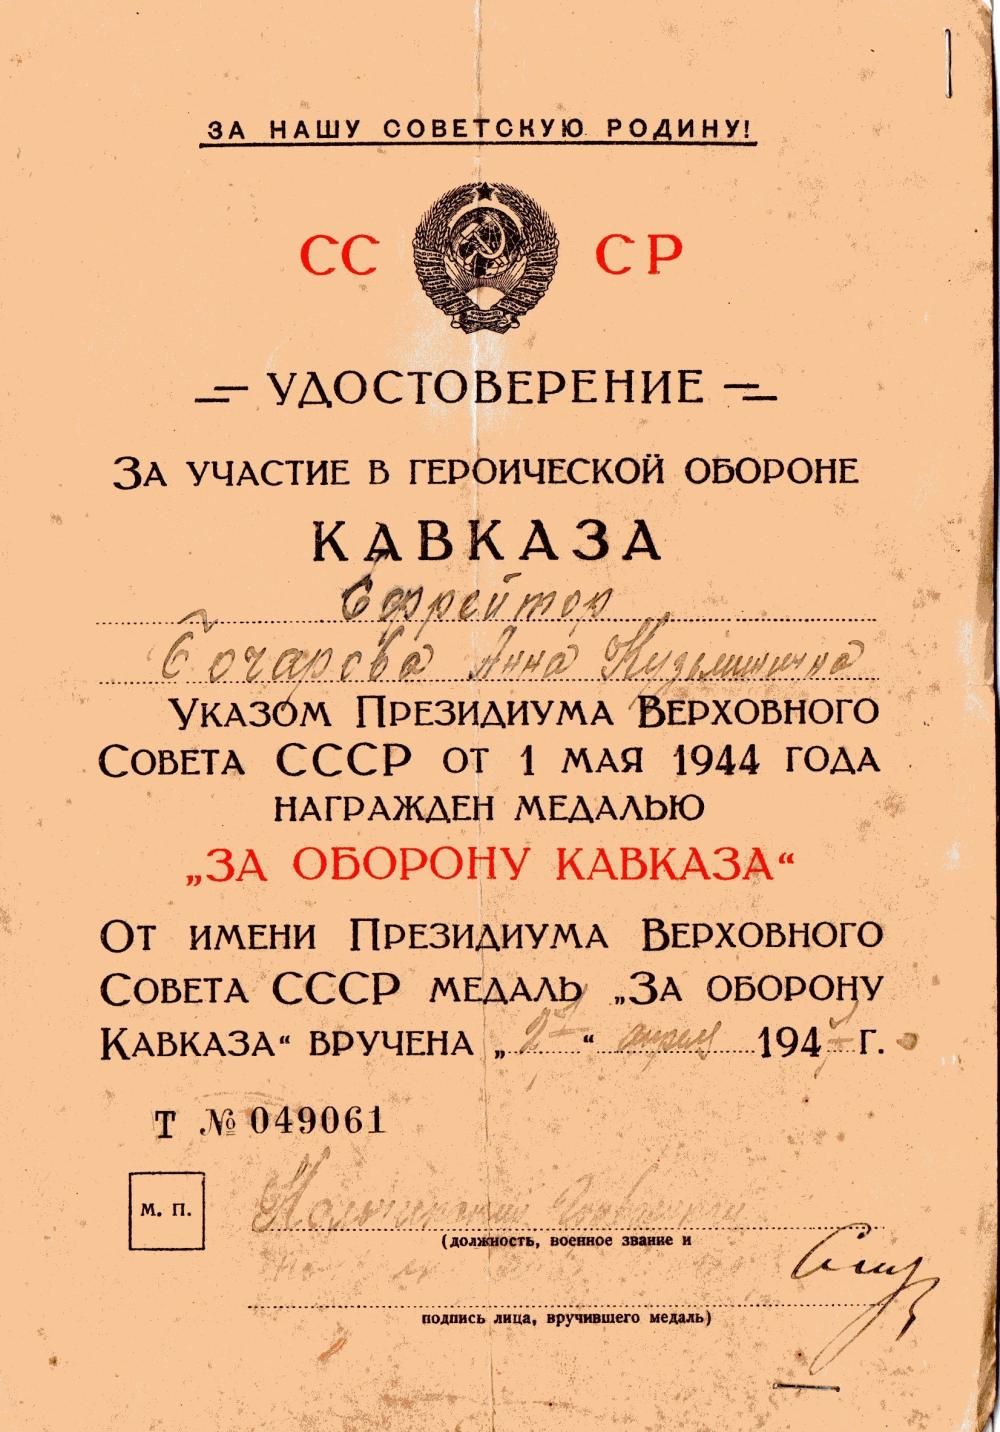 ЗА НАШУ СОВЕТСКУЮ РОДИНУ!
СС СР
УДОСТОВЕРЕНИЕ
ЗА УЧАСТИЕ В ГЕРОИЧЕСКОЙ ОБОРОНЕ
КАВКАЗА
Ефрейтор
Бочарова Анна Кузьминична
УКАЗОМ ПРЕЗИДИУМА ВЕРХОВНОГО
СОВЕТА СССР ОТ 1 МАЯ 1944 ГОДА
НАГРАЖДЕН МЕДАЛЬЮ
„ЗА ОБОРОНУ КАВКАЗА“
ОТ ИМЕНИ ПРЕЗИДИУМА ВЕРХОВНОГО
СОВЕТА СССР МЕДАЛЬ „ЗА ОБОРОНУ
КАВКАЗА“ ВРУЧЕНА „ “ апреля 194 Г.
Т № 049061
М. П.
(должность, военное звание и
подпись лица, вручившего медаль)